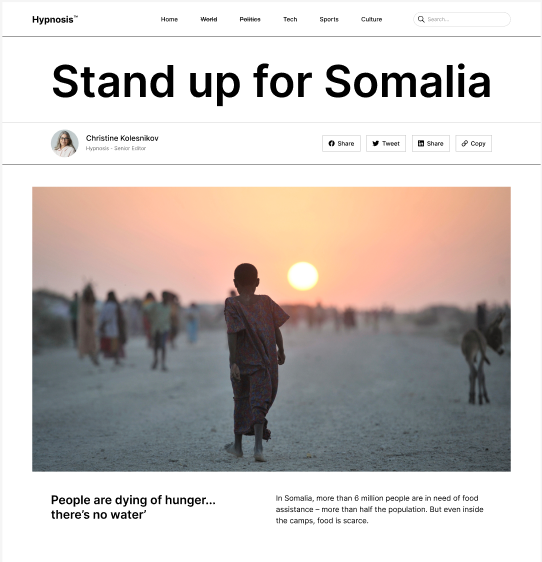 Hypnosis™
Home World Politics Tech Sports Culture Search...
Stand up for Somalia
Christine Kolesnikov
Hypnosis - Senior Editor
Share Tweet Share Copy
People are dying of hunger...
there’s no water’
In Somalia, more than 6 million people are in need of food
assistance – more than half the population. But even inside
the camps, food is scarce.